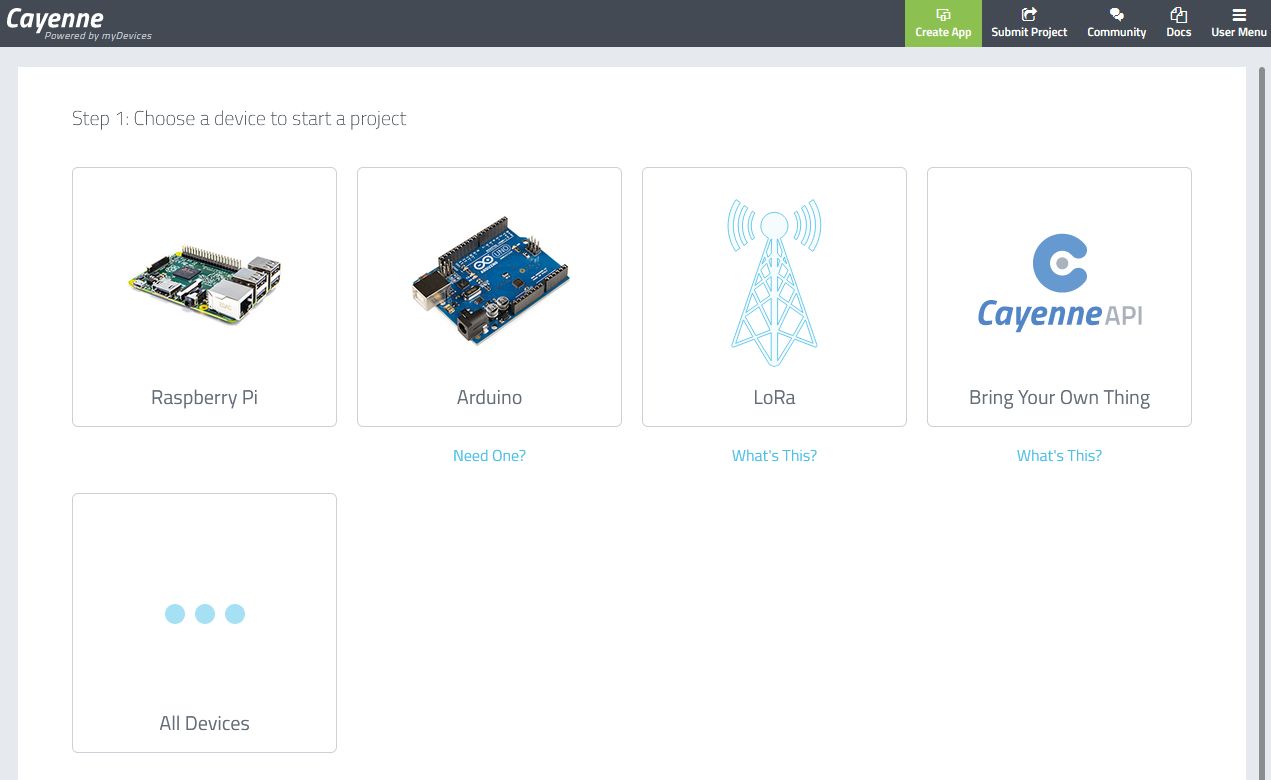 Cayenne
Powered by myDevices
Create App
Submit Project
Community
Docs
User Menu
Step 1: Choose a device to start a project
Raspberry Pi
Arduino
LoRa
Cayenne API
Bring Your Own Thing
Need One?
What's This?
What's This?
All Devices